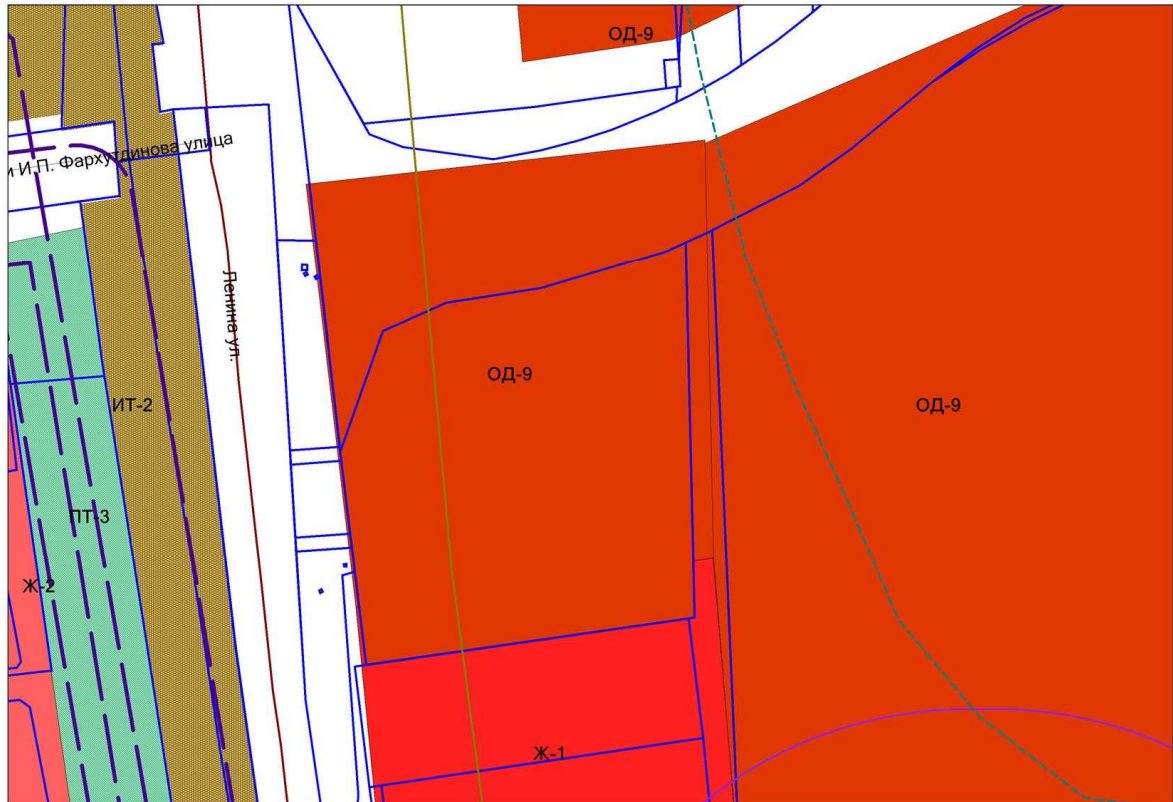 ОД-9
и И.П. Фархутдинова улица
Ленина ул.
ОД-9
ИТ-2
ОД-9
ПТ-3
Ж-2
Ж-1